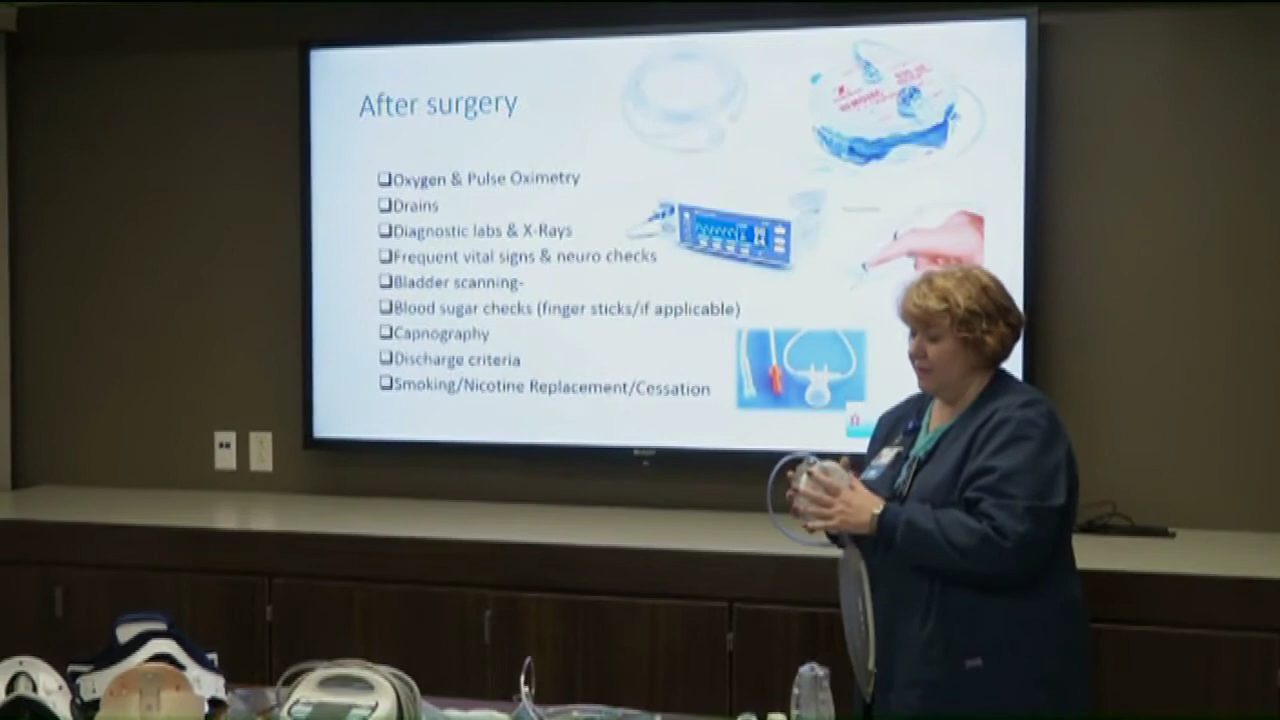 After surgery
❑Oxygen & Pulse Oximetry
❑Drains
❑Diagnostic labs & X-Rays
❑Frequent vital signs & neuro checks
❑Bladder scanning-
❑Blood sugar checks (finger sticks/if applicable)
❑Capnography
❑Discharge criteria
❑Smoking/Nicotine Replacement/Cessation